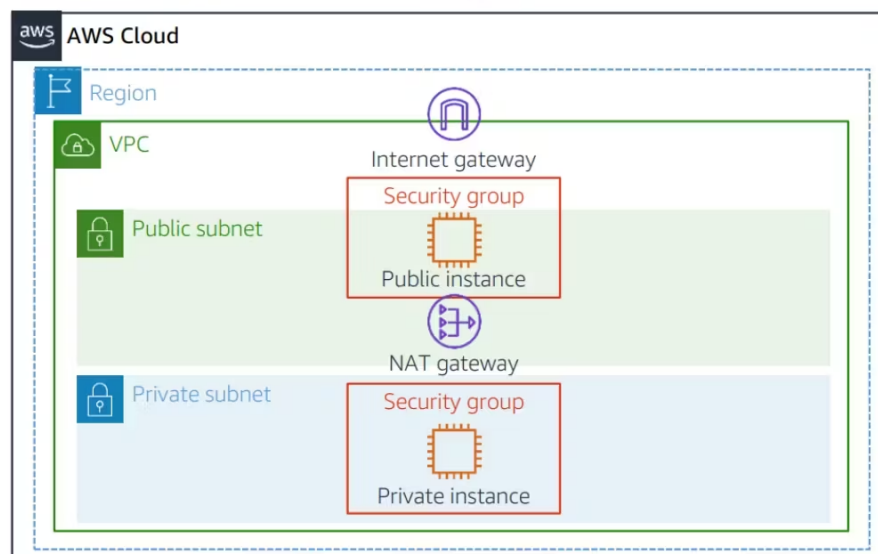 aws
AWS Cloud
Region
VPC
Internet gateway
Security group
Public subnet
Public instance
NAT gateway
Private subnet
Security group
Private instance